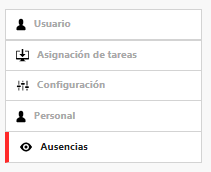 Usuario
Asignación de tareas
Configuración
Personal
Ausencias